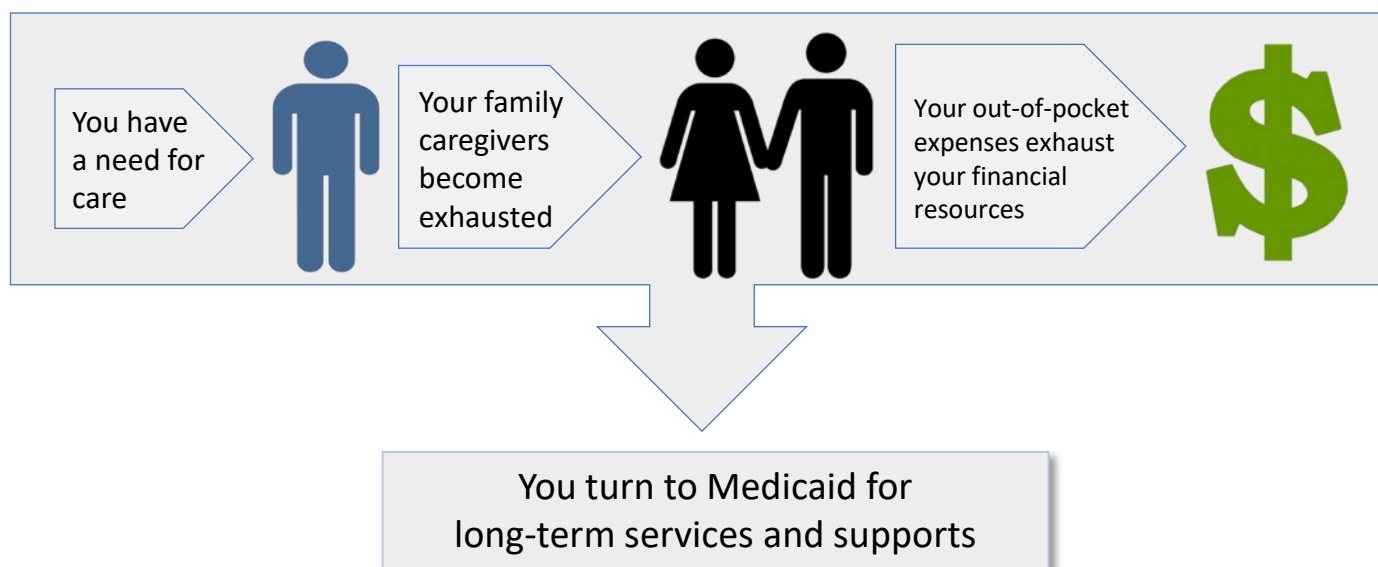 You have
a need for
care
Your family
caregivers
become
exhausted
Your out-of-pocket
expenses exhaust
your financial
resources
$
You turn to Medicaid for
long-term services and supports